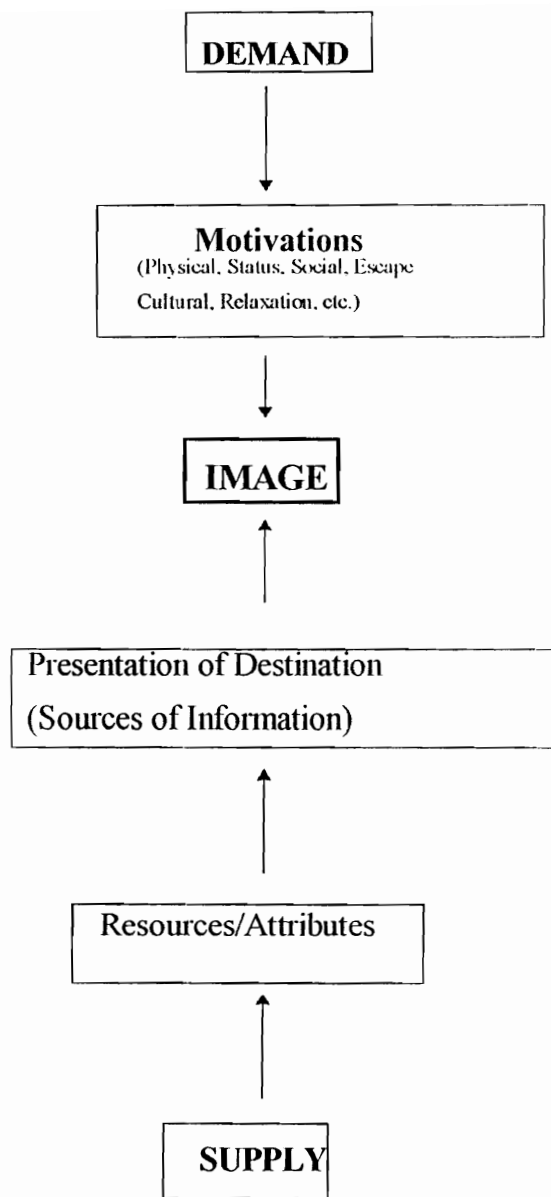 DEMAND
Motivations
(Physical, Status, Social, Escape
Cultural, Relaxation, etc.)
IMAGE
Presentation of Destination
(Sources of Information)
Resources/Attributes
SUPPLY